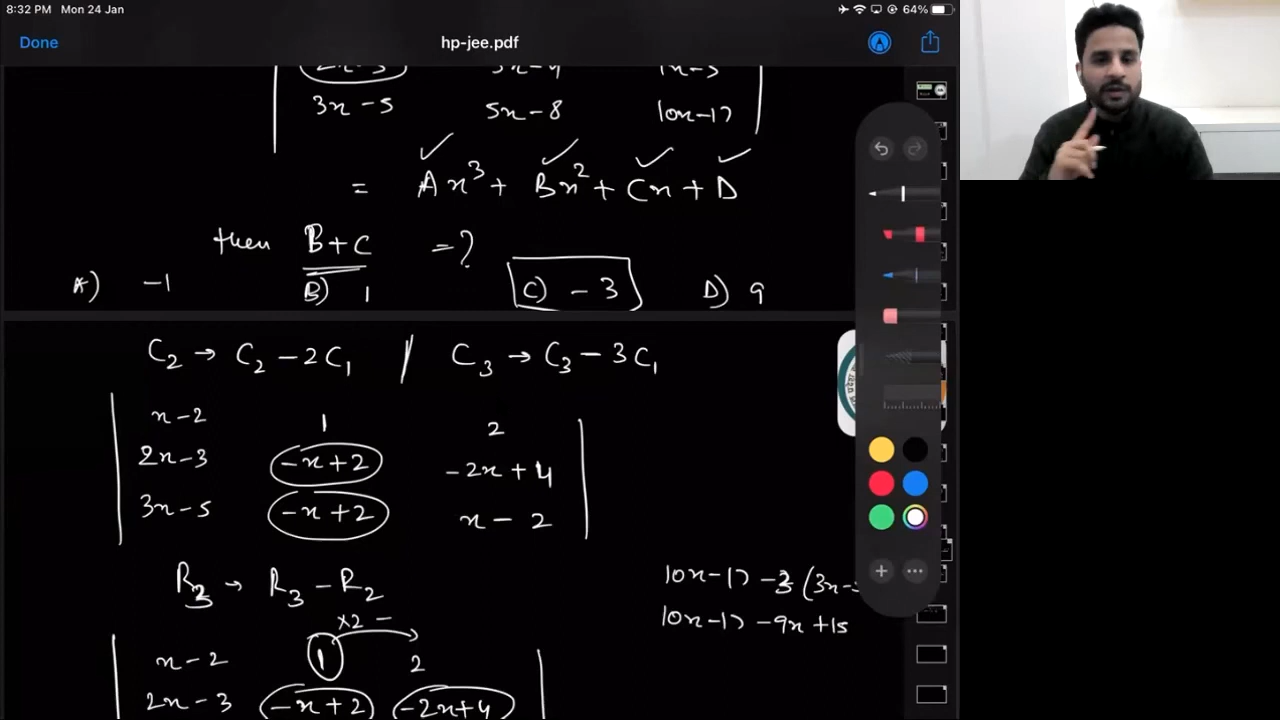 8:32 PM Mon 24 Jan 64%
Done hp-jee.pdf
3x - 5 5x - 8 10x - 17
= Ax³ + Bx² + Cx + D
then B + C = ?
A) -1 B) 1 C) - 3 D) 9
C₂ → C₂ - 2C₁ / C₃ → C₃ - 3C₁
x - 2 1 2
2x - 3 -x + 2 -2x + 4
3x - 5 -x + 2 x - 2
R₃ → R₃ - R₂
10x - 17 - 3 (3x -
10x - 17 - 9x + 15
×2 -
x - 2 1 2
2x - 3 -x + 2 -2x + 4